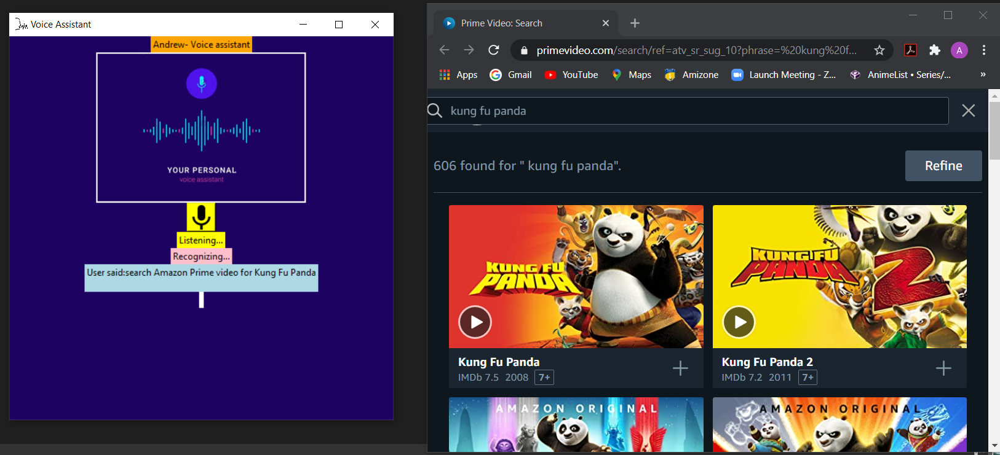 Voice Assistant
Andrew- Voice assistant
YOUR PERSONAL
voice assistant
Listening...
Recognizing...
User said:search Amazon Prime video for Kung Fu Panda
Prime Video: Search
primevideo.com/search/ref=atv_sr_sug_10?phrase=%20kung%20f...
A
Apps
Gmail
YouTube
Maps
Amizone
Launch Meeting - Z...
AnimeList • Series/...
»
kung fu panda
606 found for " kung fu panda".
Refine
KUNG FU
PANDA
KUNG FU
PANDA 2
Kung Fu Panda
IMDb 7.5 2008 7+
Kung Fu Panda 2
IMDb 7.2 2011 7+
AMAZON ORIGINAL
AMAZON ORIGINAL